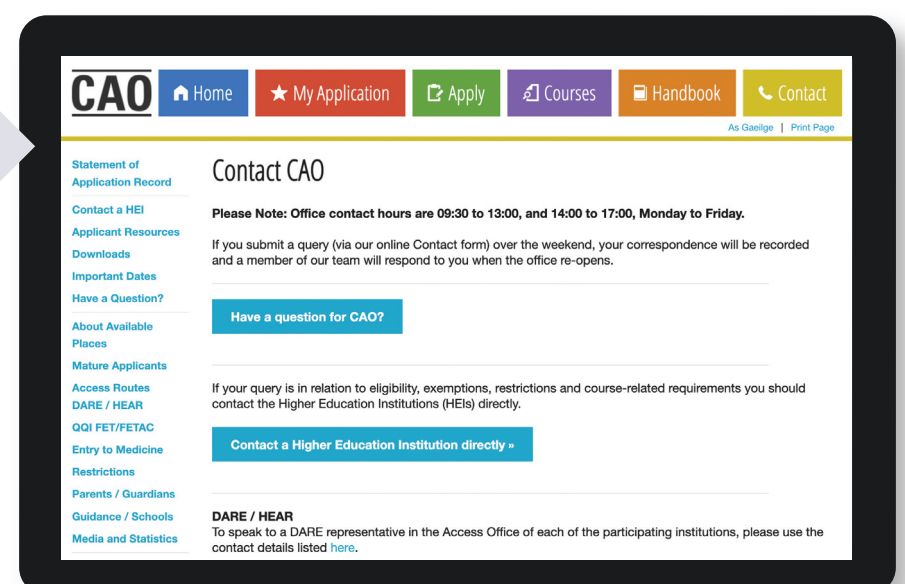 CAO
Home
My Application
Apply
Courses
Handbook
Contact
As Gaeilge | Print Page
Statement of
Application Record
Contact a HEI
Applicant Resources
Downloads
Important Dates
Have a Question?
About Available
Places
Mature Applicants
Access Routes
DARE / HEAR
QQI FET/FETAC
Entry to Medicine
Restrictions
Parents / Guardians
Guidance / Schools
Media and Statistics
Contact CAO
Please Note: Office contact hours are 09:30 to 13:00, and 14:00 to 17:00, Monday to Friday.
If you submit a query (via our online Contact form) over the weekend, your correspondence will be recorded
and a member of our team will respond to you when the office re-opens.
Have a question for CAO?
If your query is in relation to eligibility, exemptions, restrictions and course-related requirements you should
contact the Higher Education Institutions (HEIs) directly.
Contact a Higher Education Institution directly »
DARE / HEAR
To speak to a DARE representative in the Access Office of each of the participating institutions, please use the
contact details listed here.